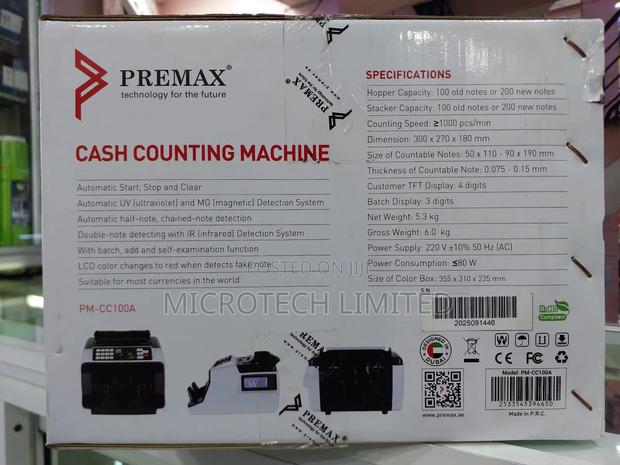 PREMAX®
technology for the future
CASH COUNTING MACHINE
Automatic Start, Stop and Clear
Automatic UV (ultraviolet) and MG (magnetic) Detection System
Automatic half-note, chained-note detection
Double-note detecting with IR (infrared) Detection System
With batch, add and self-examination function
LCD color changes to red when detects fake note
Suitable for most currencies in the world
PM-CC100A
SPECIFICATIONS
Hopper Capacity: 100 old notes or 200 new notes
Stacker Capacity: 100 old notes or 200 new notes
Counting Speed: ≥1000 pcs/min
Dimension: 300 x 270 x 180 mm
Size of Countable Notes: 50 x 110 - 90 x 190 mm
Thickness of Countable Note: 0.075 - 0.15 mm
Customer TFT Display: 4 digits
Batch Display: 3 digits
Net Weight: 5.3 kg
Gross Weight: 6.0 kg
Power Supply: 220 V ±10% 50 Hz (AC)
Power Consumption: ≤80 W
Size of Color Box: 355 x 310 x 235 mm
S.N
2025091446
RoHS
Compliant
DESIGNED IN
DUBAI
CE FC
Model: PM-CC100A
2533545394630
www.premax.ae
Made in P.R.C.
PREMAX
PREMAX
PREMAX
POSTED ON JIJI
MICROTECH LIMITED